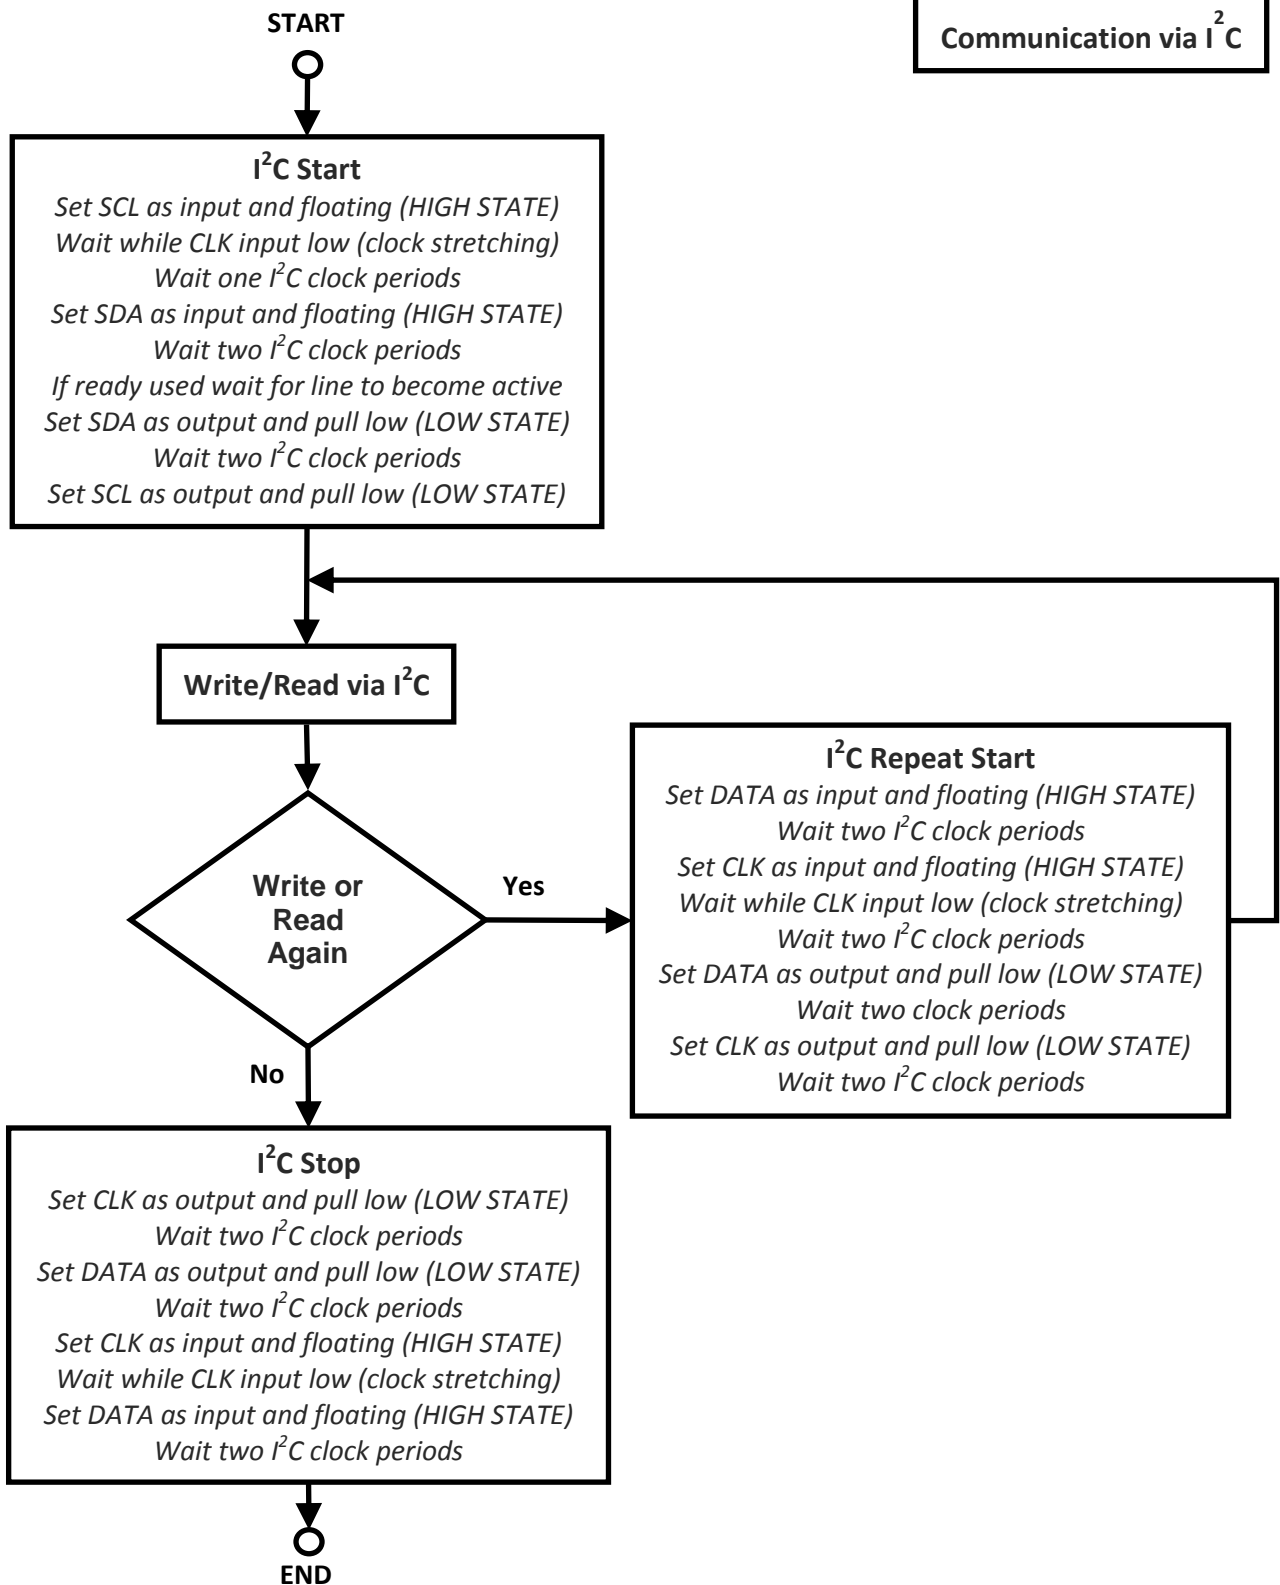 START
Communication via I²C
I²C Start
Set SCL as input and floating (HIGH STATE)
Wait while CLK input low (clock stretching)
Wait one I²C clock periods
Set SDA as input and floating (HIGH STATE)
Wait two I²C clock periods
If ready used wait for line to become active
Set SDA as output and pull low (LOW STATE)
Wait two I²C clock periods
Set SCL as output and pull low (LOW STATE)
Write/Read via I²C
Write or
Read
Again
Yes
I²C Repeat Start
Set DATA as input and floating (HIGH STATE)
Wait two I²C clock periods
Set CLK as input and floating (HIGH STATE)
Wait while CLK input low (clock stretching)
Wait two I²C clock periods
Set DATA as output and pull low (LOW STATE)
Wait two clock periods
Set CLK as output and pull low (LOW STATE)
Wait two I²C clock periods
No
I²C Stop
Set CLK as output and pull low (LOW STATE)
Wait two I²C clock periods
Set DATA as output and pull low (LOW STATE)
Wait two I²C clock periods
Set CLK as input and floating (HIGH STATE)
Wait while CLK input low (clock stretching)
Set DATA as input and floating (HIGH STATE)
Wait two I²C clock periods
END